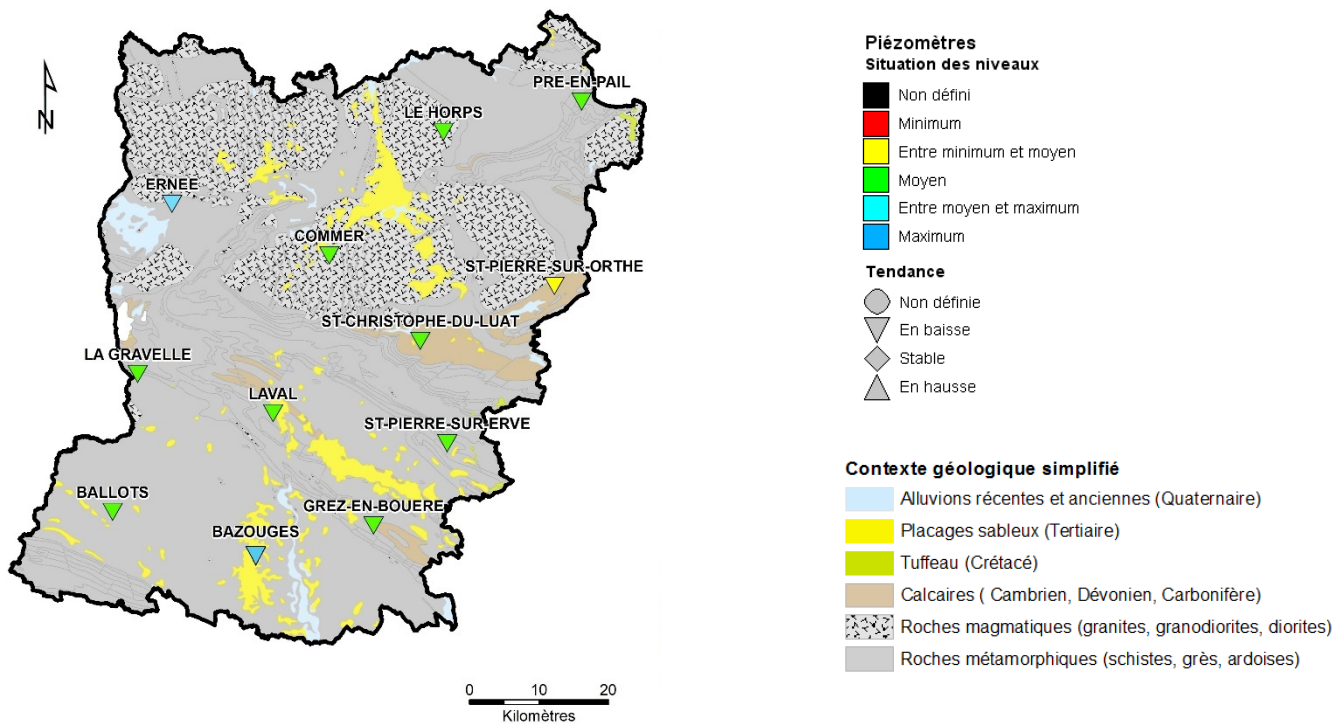 PRE-EN-PAIL
LE HORPS
N
ERNEE
COMMER
ST-PIERRE-SUR-ORTHE
ST-CHRISTOPHE-DU-LUAT
LA GRAVELLE
LAVAL
ST-PIERRE-SUR-ERVE
BALLOTS
GREZ-EN-BOUERE
BAZOUGES
0 10 20
Kilomètres
Piézomètres
Situation des niveaux
Non défini
Minimum
Entre minimum et moyen
Moyen
Entre moyen et maximum
Maximum
Tendance
Non définie
En baisse
Stable
En hausse
Contexte géologique simplifié
Alluvions récentes et anciennes (Quaternaire)
Placages sableux (Tertiaire)
Tuffeau (Crétacé)
Calcaires ( Cambrien, Dévonien, Carbonifère)
Roches magmatiques (granites, granodiorites, diorites)
Roches métamorphiques (schistes, grès, ardoises)